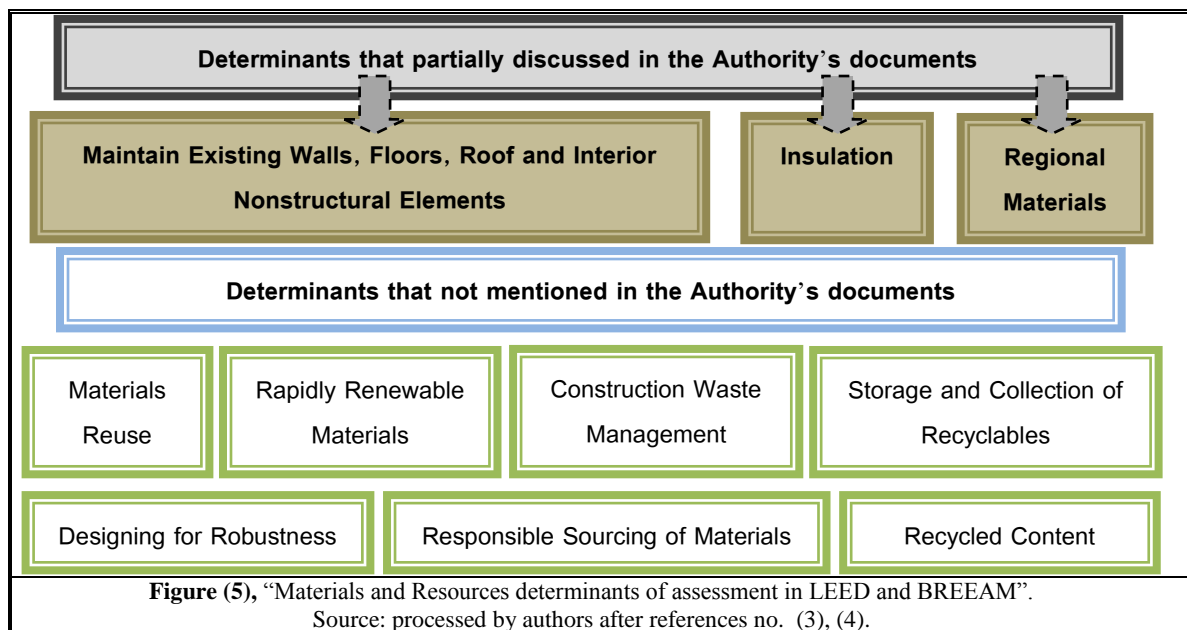 Determinants that partially discussed in the Authority's documents
Maintain Existing Walls, Floors, Roof and Interior
Nonstructural Elements
Insulation
Regional
Materials
Determinants that not mentioned in the Authority's documents
Materials
Reuse
Rapidly Renewable
Materials
Construction Waste
Management
Storage and Collection of
Recyclables
Designing for Robustness
Responsible Sourcing of Materials
Recycled Content
Figure (5), “Materials and Resources determinants of assessment in LEED and BREEAM”.
Source: processed by authors after references no. (3), (4).